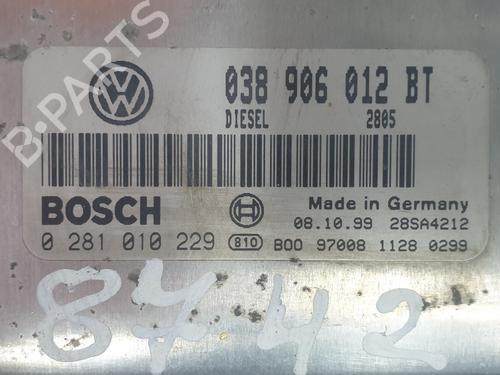 038 906 012 BT
DIESEL 2805
BOSCH
Made in Germany
08.10.99 28SA4212
0 281 010 229 810 B00 97008 1128 0299
8742
B-PARTS